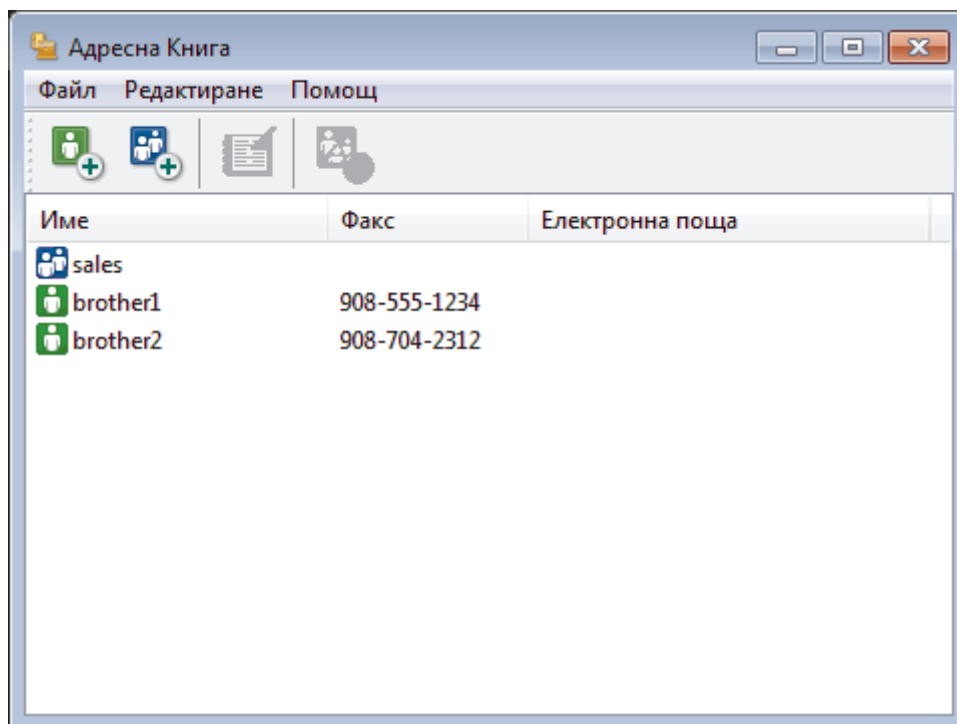 Адресна Книга
Файл Редактиране Помощ
Име Факс Електронна поща
sales
brother1 908-555-1234
brother2 908-704-2312